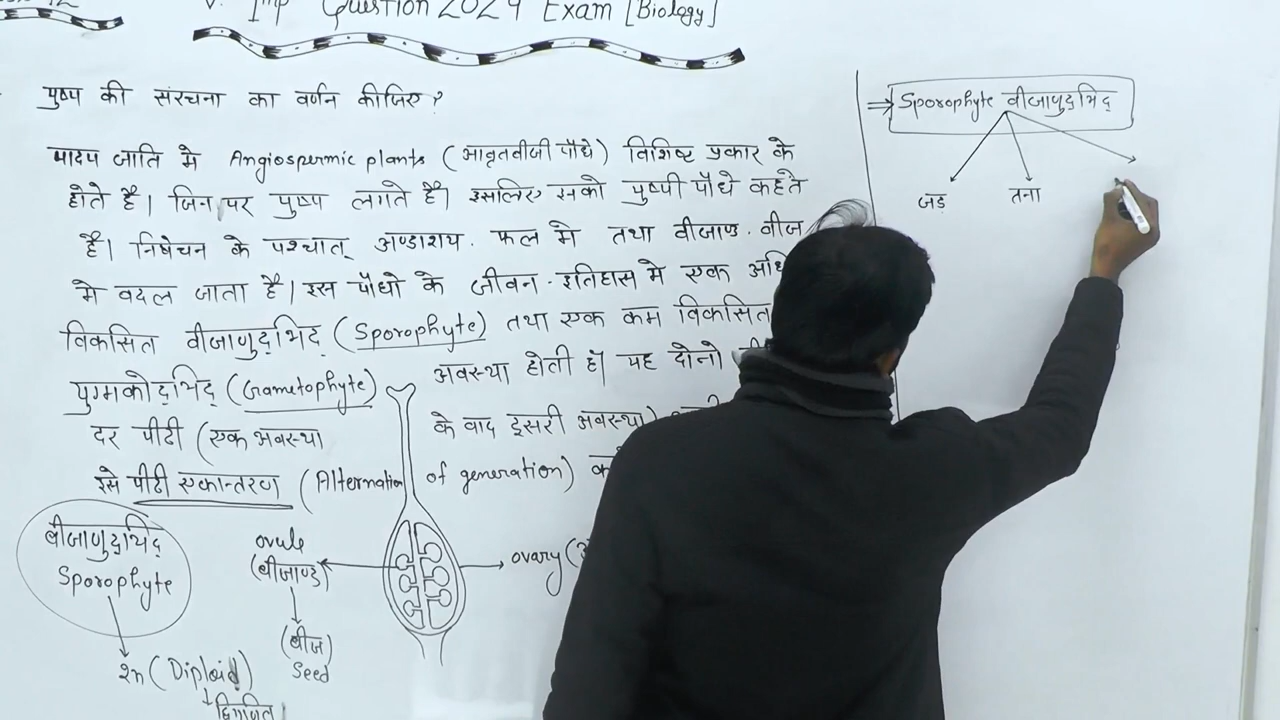 V. Imp Question 2024 Exam [Biology]
पुष्प की संरचना का वर्णन कीजिए?
पादप जाति मे Angiospermic plants (आवृतबीजी पौधे) विशिष्ट प्रकार के
होते है। जिन पर पुष्प लगते है। इसलिए इसको पुष्पी पौधे कहते
है। निषेचन के पश्चात् अण्डाशय. फल मे तथा बीजाण्ड. बीज
मे बदल जाता है। इस पौधो के जीवन-इतिहास मे एक
विकसित बीजाणुद्‌भिद् (Sporophyte) तथा एक कम विकसित
युग्मकोद्‌भिद् (Gametophyte) अवस्था होती है। यह दोनो
दर पीढी (एक अवस्था के बाद दूसरी अवस्था)
इसे पीढी एकान्तरण (Alternation of generation)
बीजाणुद्‌भिद्
Sporophyte
2n (Diploid)
द्विगुणित
ovule
(बीजाण्ड)
(बीज)
Seed
ovary
⇒ Sporophyte बीजाणुद्‌भिद्
जड़ तना